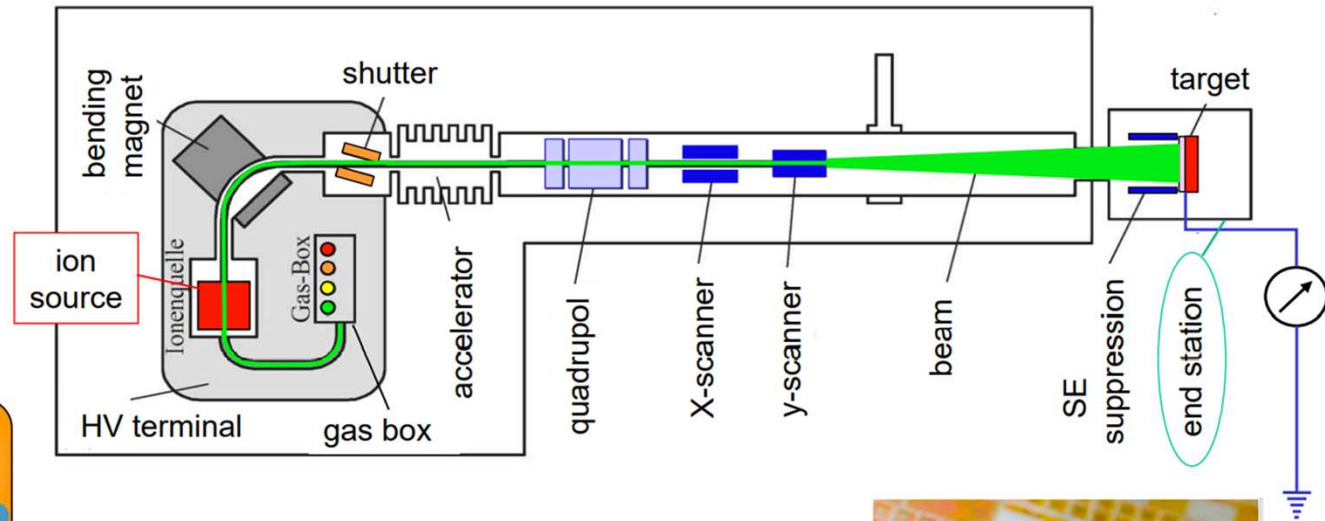 bending
magnet
shutter
target
ion
source
Ionenquelle
Gas-Box
HV terminal
gas box
accelerator
quadrupol
X-scanner
y-scanner
beam
SE
suppression
end station